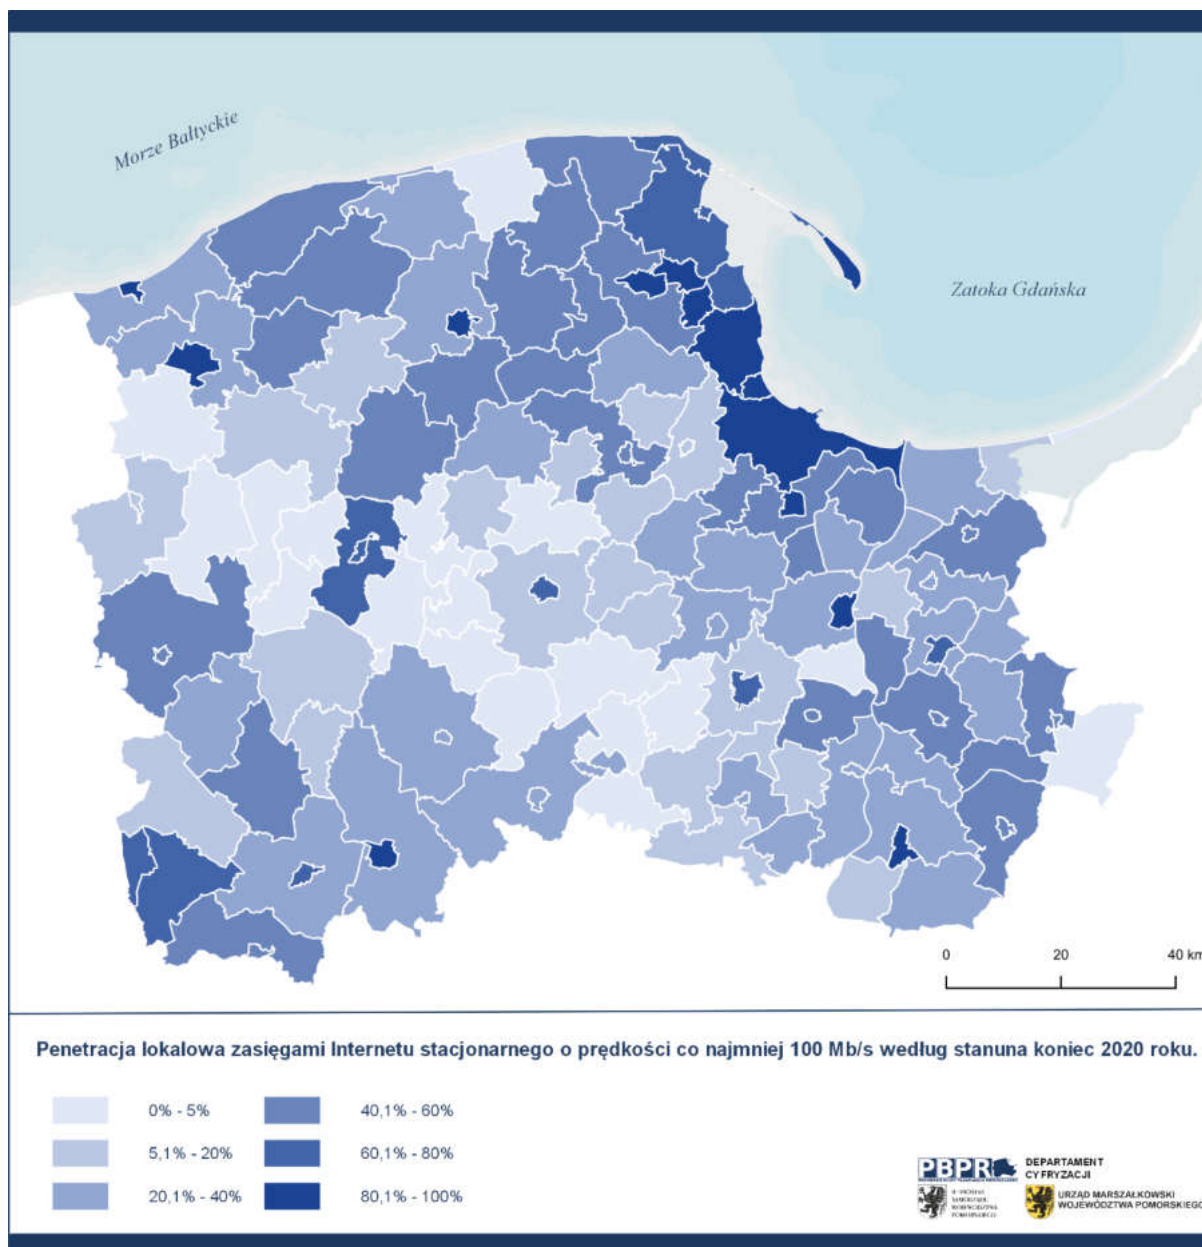 Morze Bałtyckie
Zatoka Gdańska
0 20 40 km
Penetracja lokalowa zasięgami Internetu stacjonarnego o prędkości co najmniej 100 Mb/s według stanuna koniec 2020 roku.
0% - 5%
40,1% - 60%
5,1% - 20%
60,1% - 80%
20,1% - 40%
80,1% - 100%
PBPR
DEPARTAMENT
CYFRYZACJI
URZĄD MARSZAŁKOWSKI
WOJEWÓDZTWA POMORSKIEGO